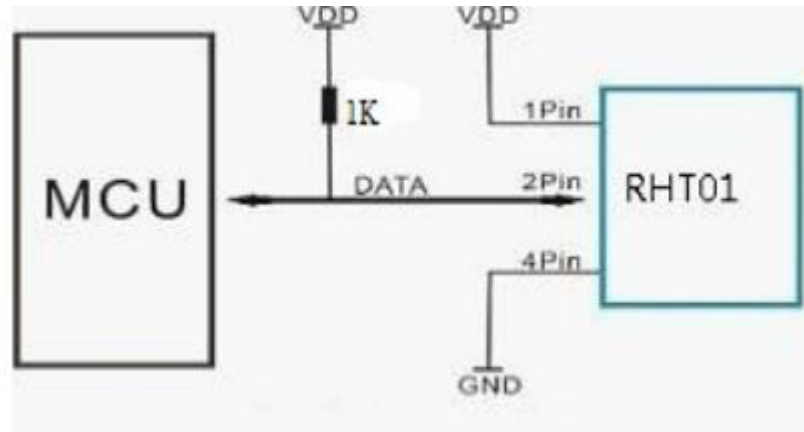 VDD
VDD
1K
1Pin
MCU
DATA
2Pin
RHT01
4Pin
GND